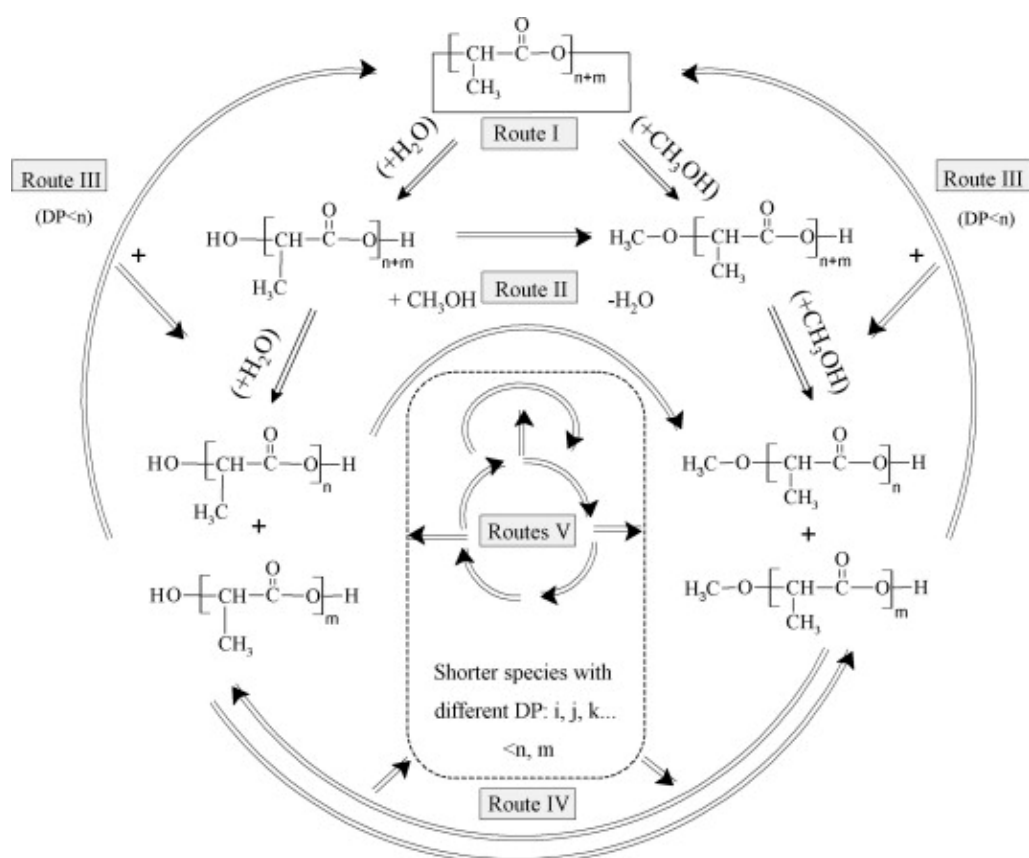 [CH—C—O]n+m
O
CH₃
Route I
(+H₂O)
(+CH₃OH)
Route III
(DP<n)
+
Route III
(DP<n)
+
HO—[CH—C—O]n+m—H
O
H₃C
H₃C—O—[CH—C—O]n+m—H
O
CH₃
+ CH₃OH
Route II
-H₂O
(+H₂O)
(+CH₃OH)
HO—[CH—C—O]n—H
O
H₃C
+
HO—[CH—C—O]m—H
O
CH₃
H₃C—O—[CH—C—O]n—H
O
CH₃
+
H₃C—O—[CH—C—O]m—H
O
CH₃
Routes V
Shorter species with
different DP: i, j, k...
<n, m
Route IV